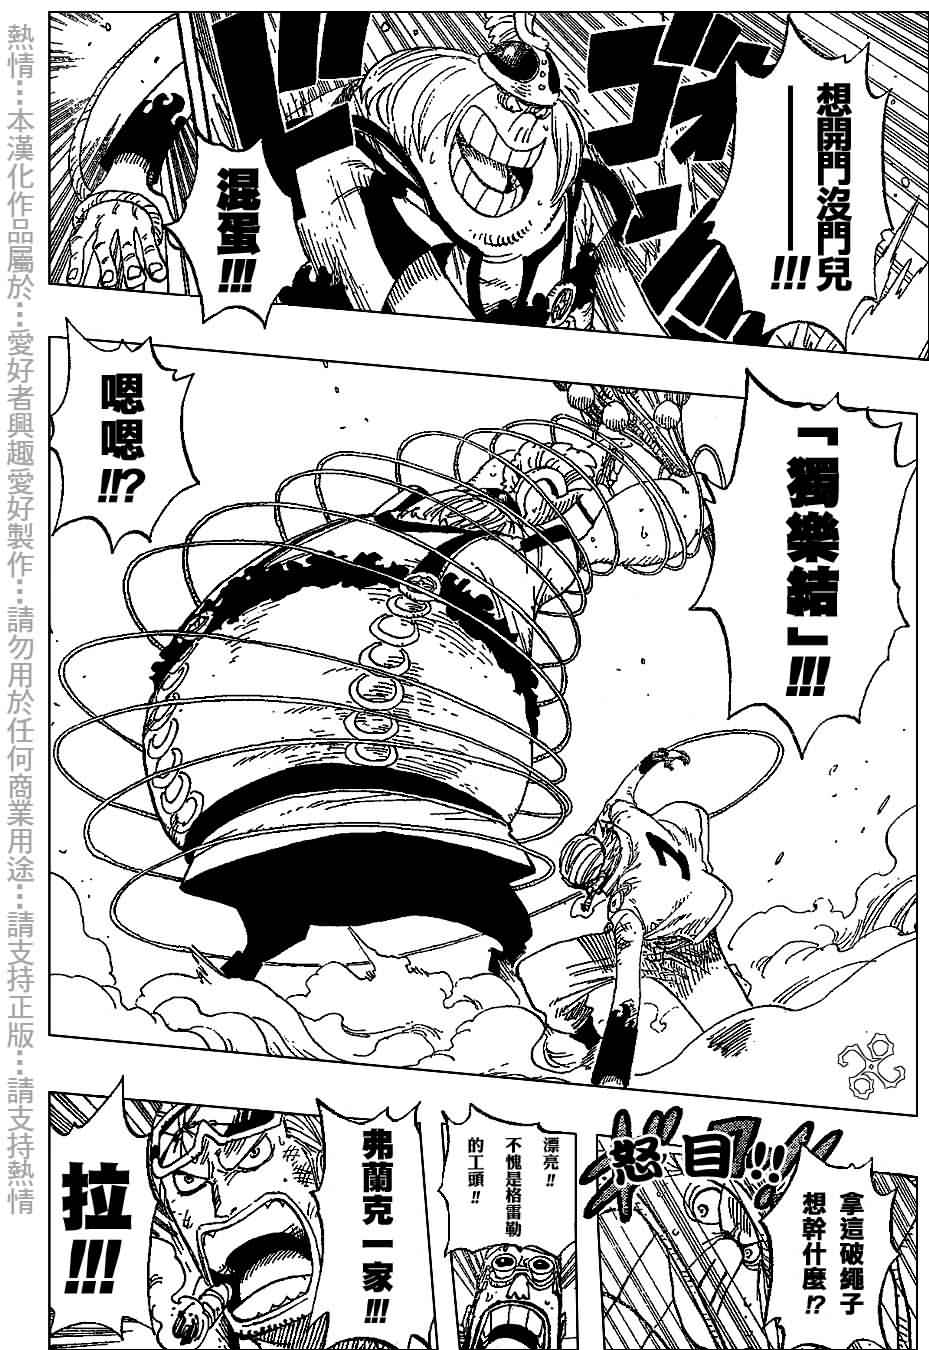 想開門沒門兒
——!!!
ゴオ
混蛋!!!
「獨樂結」!!!
嗯嗯!!!?
拿這破繩子
想幹什麼!?
怒目!!
漂亮!!
不愧是格雷勒
的工頭!!
弗蘭克一家!!!
拉!!!
熱情…本漢化作品屬於…愛好者興趣愛好製作…請勿用於任何商業用途…請支持正版…請支持熱情